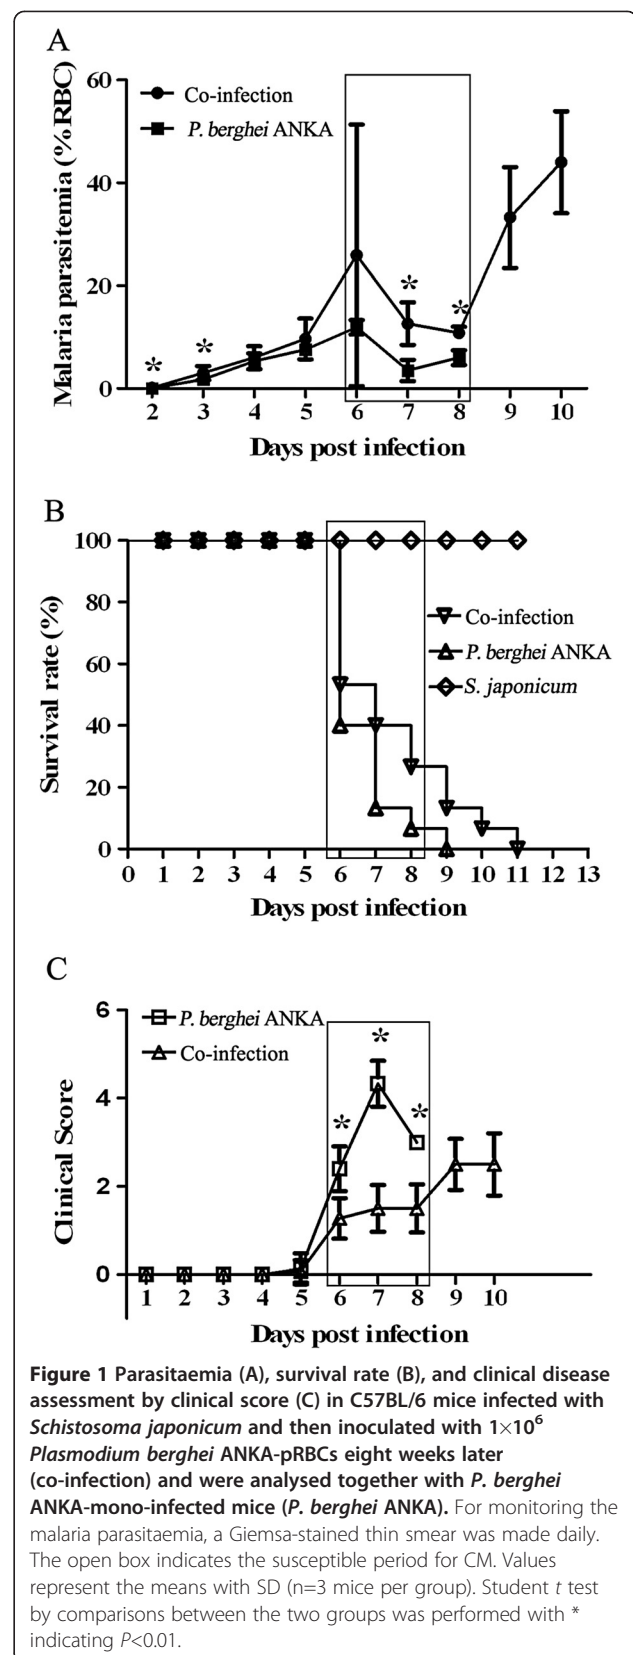 A
Malaria parasitemia (%RBC)
60
40
20
0
Co-infection
P. berghei ANKA
*
*
*
*
2 3 4 5 6 7 8 9 10
Days post infection
B
Survival rate (%)
100
80
60
40
20
0
Co-infection
P. berghei ANKA
S. japonicum
0 1 2 3 4 5 6 7 8 9 10 11 12 13
Days post infection
C
Clinical Score
6
4
2
0
P. berghei ANKA
Co-infection
*
*
*
1 2 3 4 5 6 7 8 9 10
Days post infection
Figure 1 Parasitaemia (A), survival rate (B), and clinical disease
assessment by clinical score (C) in C57BL/6 mice infected with
Schistosoma japonicum and then inoculated with 1×10⁶
Plasmodium berghei ANKA-pRBCs eight weeks later
(co-infection) and were analysed together with P. berghei
ANKA-mono-infected mice (P. berghei ANKA). For monitoring the
malaria parasitaemia, a Giemsa-stained thin smear was made daily.
The open box indicates the susceptible period for CM. Values
represent the means with SD (n=3 mice per group). Student t test
by comparisons between the two groups was performed with *
indicating P<0.01.